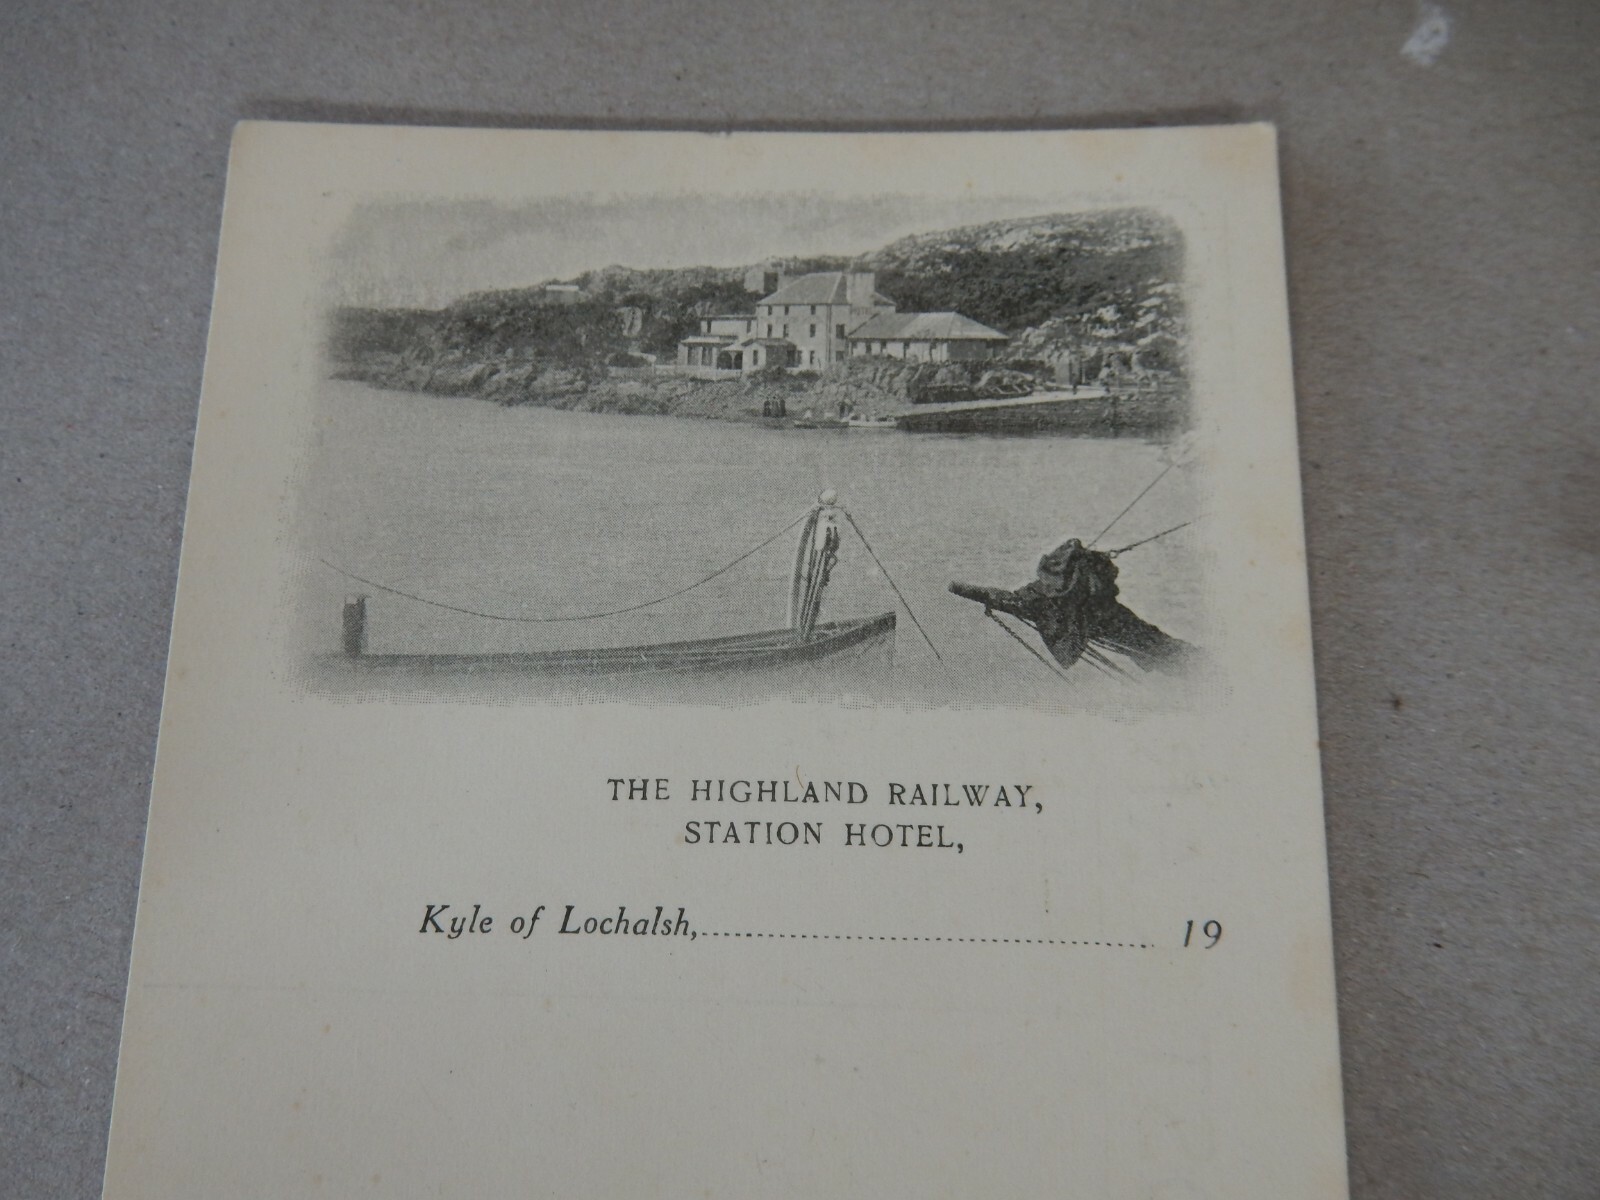 THE HIGHLAND RAILWAY,
STATION HOTEL,
Kyle of Lochalsh,.......................................................... 19